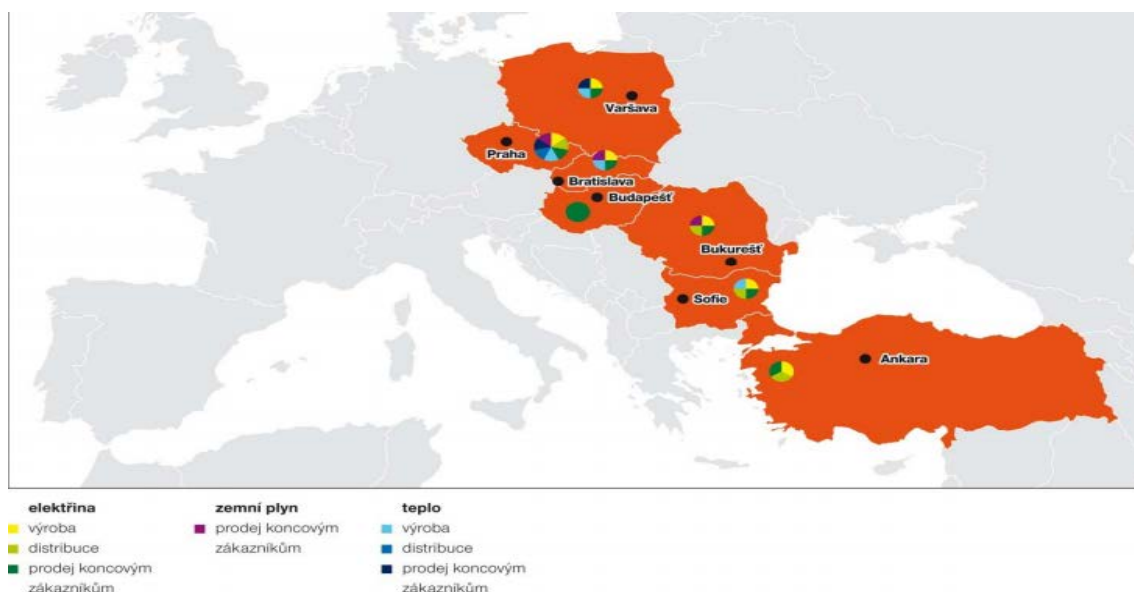 Varšava
Praha
Bratislava
Budapešť
Bukurešť
Sofie
Ankara
elektřina
výroba
distribuce
prodej koncovým
zákazníkům
zemní plyn
prodej koncovým
zákazníkům
teplo
výroba
distribuce
prodej koncovým
zákazníkům